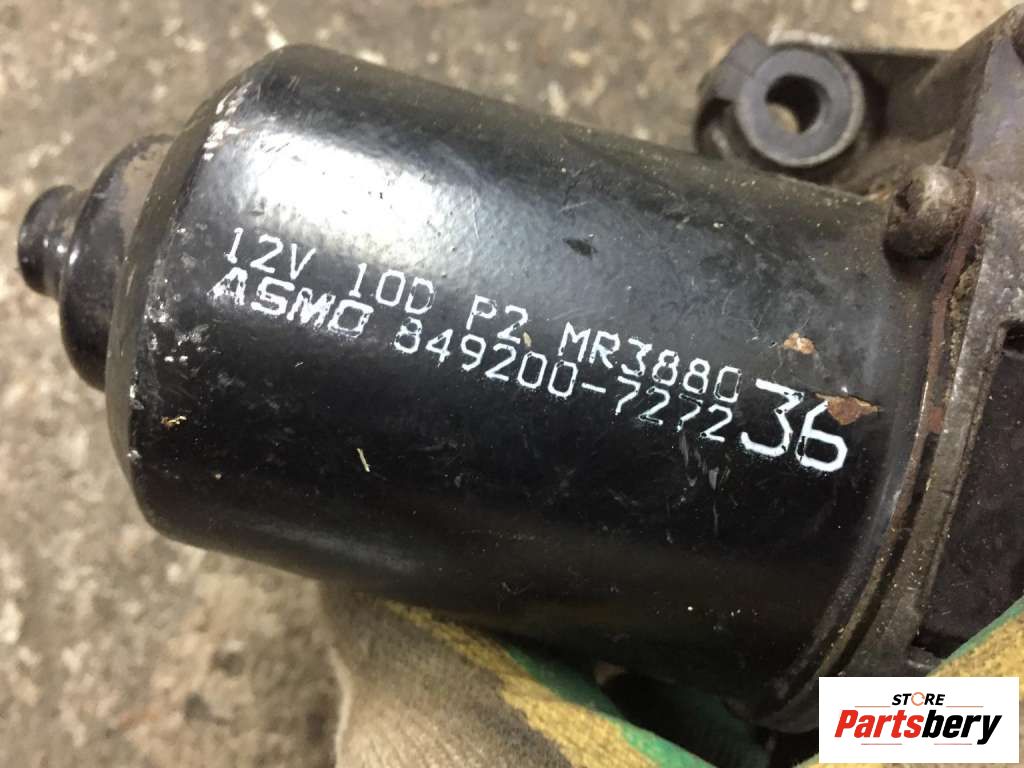 12V 10D P2 MR3880
36
ASMO 849200-7272
STORE
Partsbery